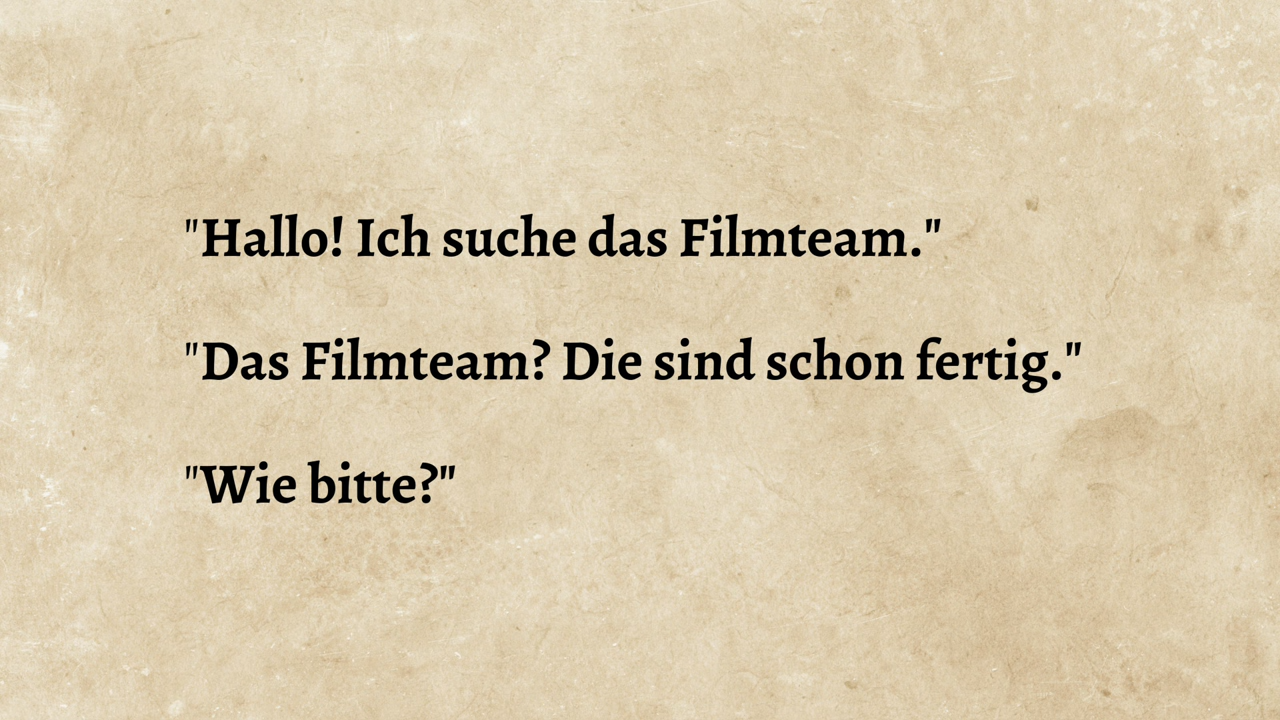 "Hallo! Ich suche das Filmteam."
"Das Filmteam? Die sind schon fertig."
"Wie bitte?"